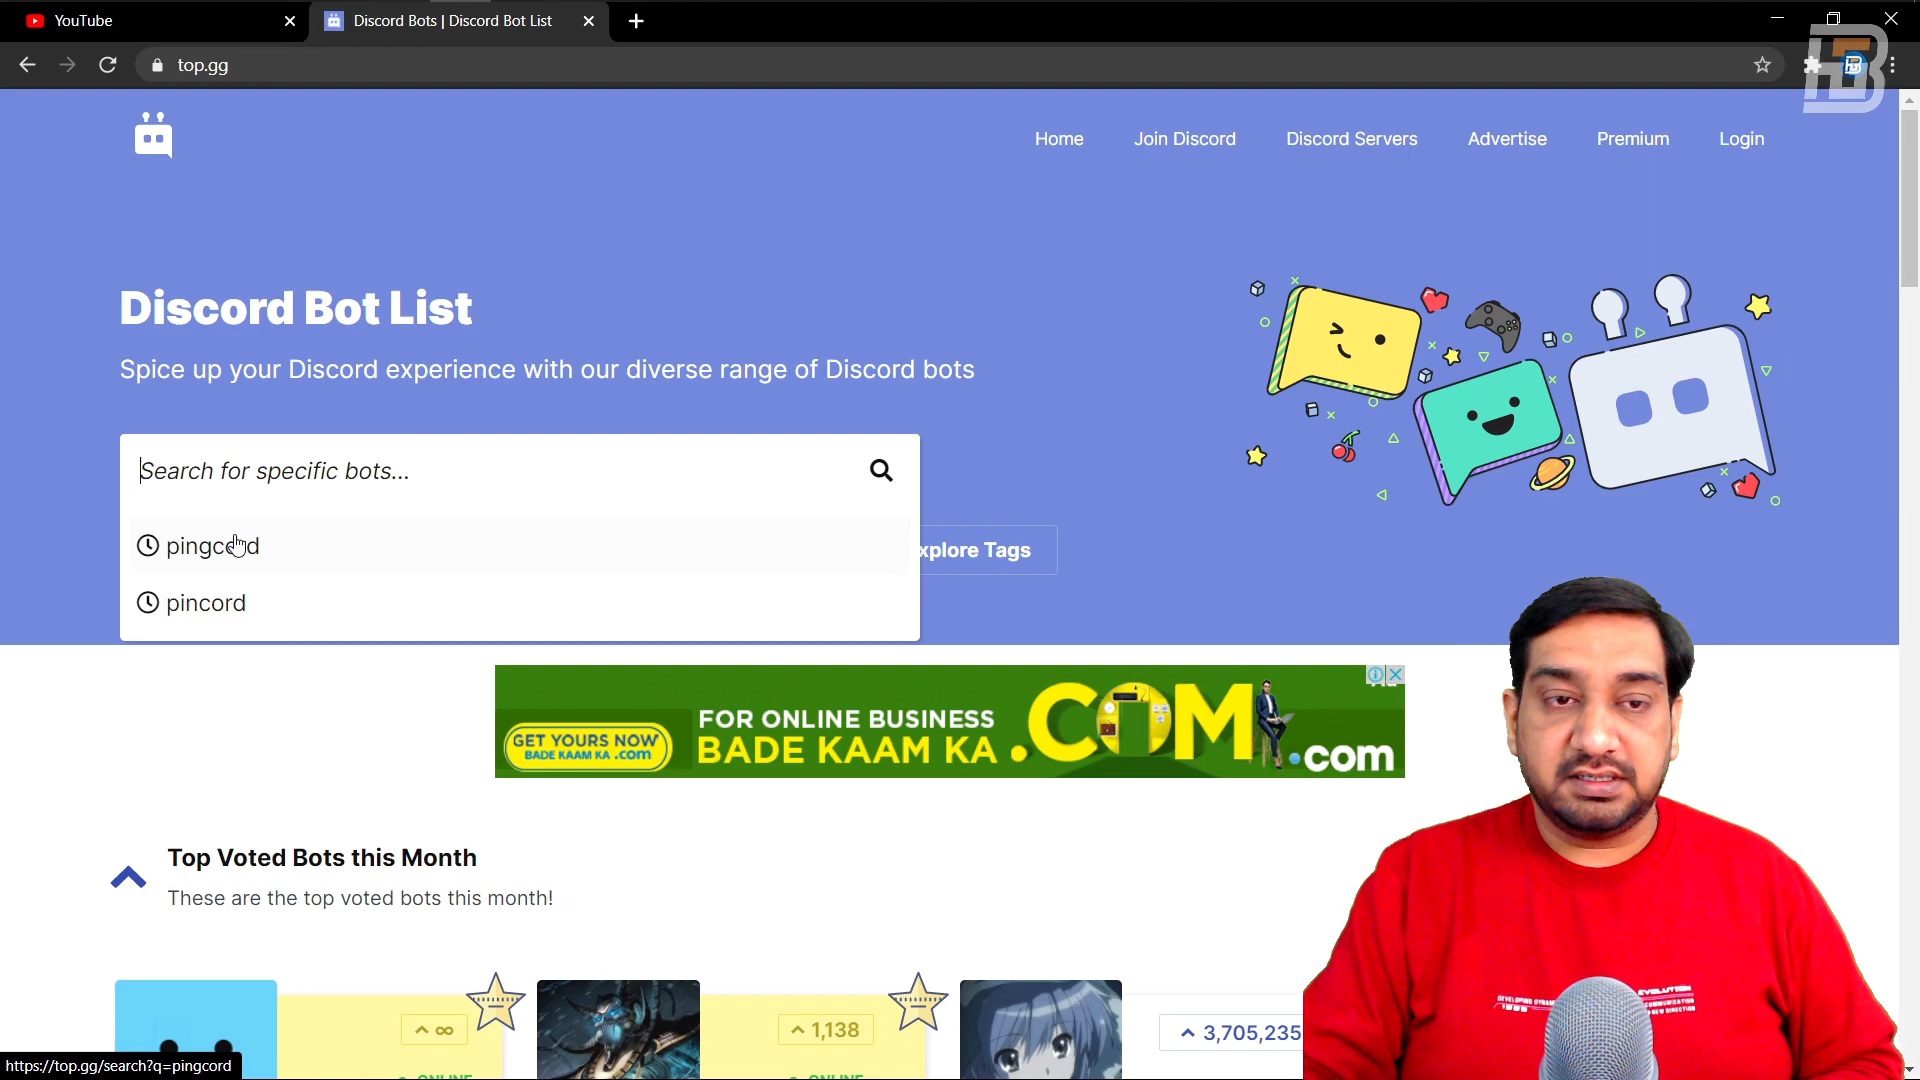 YouTube
Discord Bots | Discord Bot List
top.gg
Home
Join Discord
Discord Servers
Advertise
Premium
Login
Discord Bot List
Spice up your Discord experience with our diverse range of Discord bots
Search for specific bots...
pingcord
xplore Tags
pincord
GET YOURS NOW
BADE KAAM KA .COM
FOR ONLINE BUSINESS
BADE KAAM KA
.COM
.com
Top Voted Bots this Month
These are the top voted bots this month!
∞
1,138
3,705,235
ONLINE
ONLINE
https://top.gg/search?q=pingcord